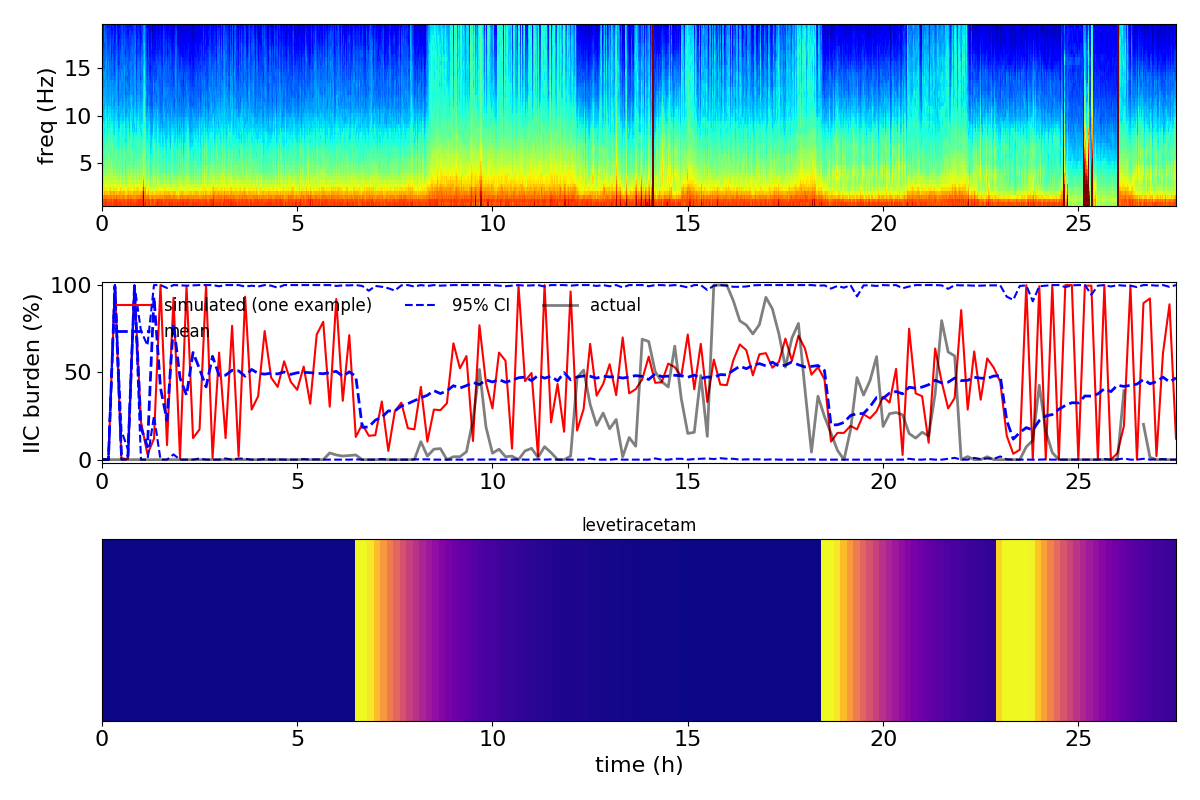 freq (Hz)
15
10
5
0 5 10 15 20 25
IIC burden (%)
100
50
0
simulated (one example) 95% CI actual
mean
0 5 10 15 20 25
levetiracetam
0 5 10 15 20 25
time (h)